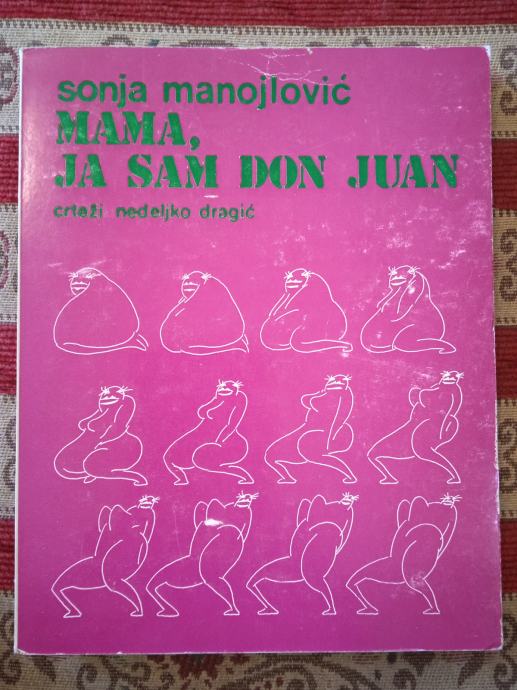 sonja manojlović
MAMA,
JA SAM DON JUAN
crteži nedeljko dragić